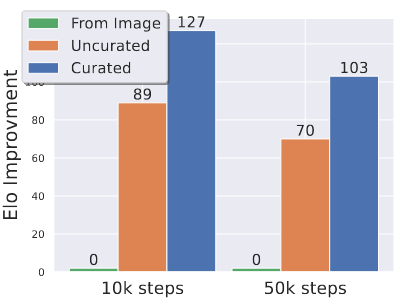 From Image
Uncurated
Curated
127
89
0
103
70
0
100
80
60
40
20
0
Elo Improvment
10k steps
50k steps